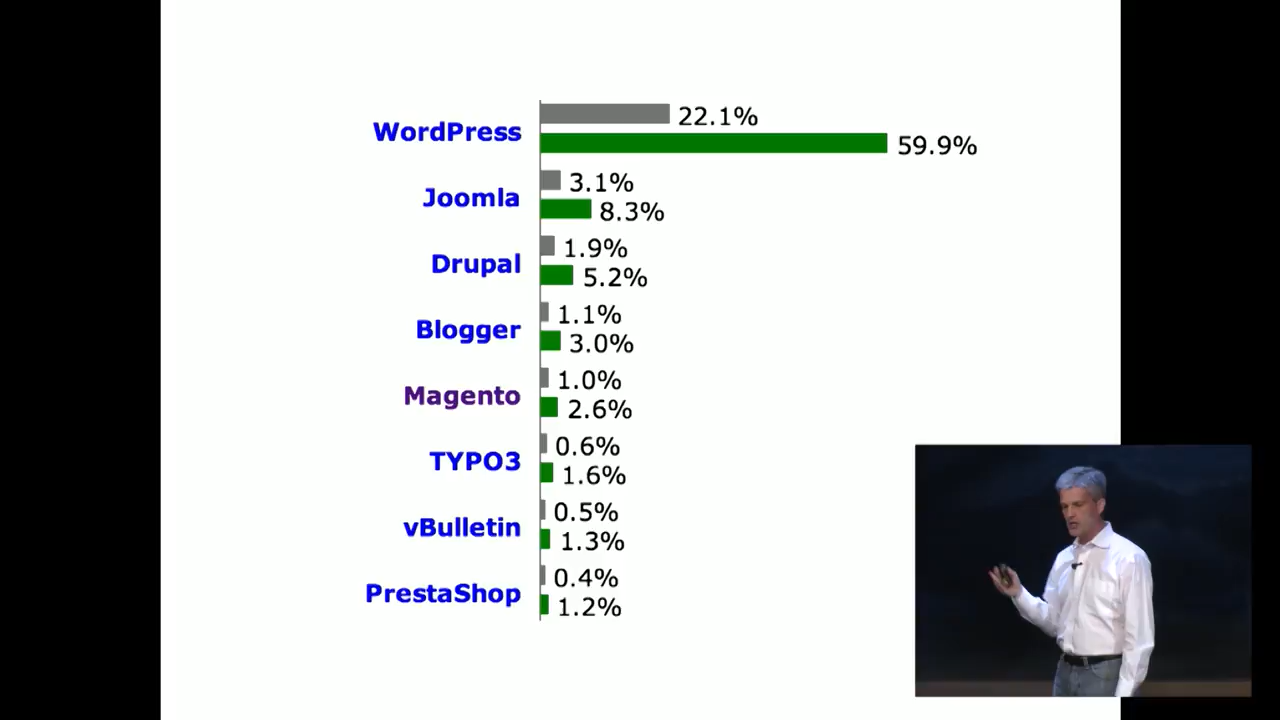 WordPress
22.1%
59.9%
Joomla
3.1%
8.3%
Drupal
1.9%
5.2%
Blogger
1.1%
3.0%
Magento
1.0%
2.6%
TYPO3
0.6%
1.6%
vBulletin
0.5%
1.3%
PrestaShop
0.4%
1.2%